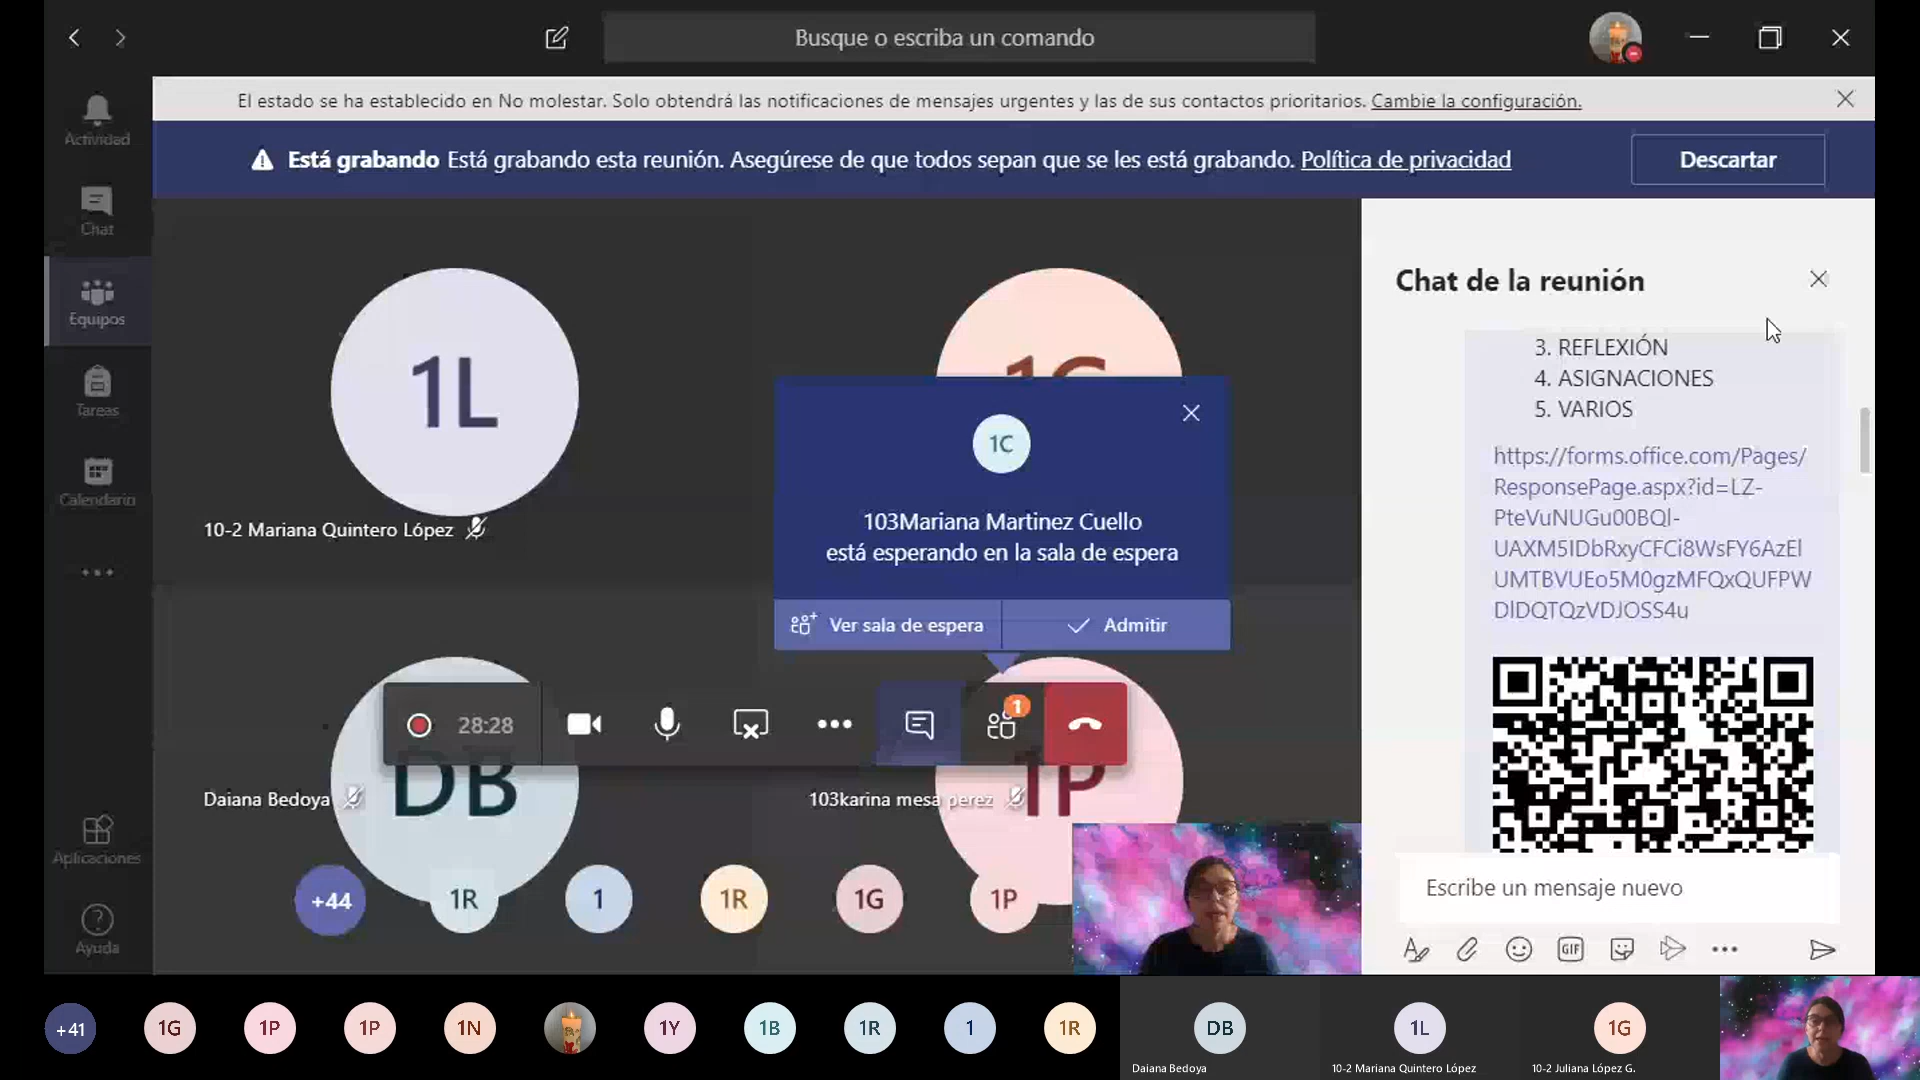 Busque o escriba un comando
El estado se ha establecido en No molestar. Solo obtendrá las notificaciones de mensajes urgentes y las de sus contactos prioritarios. Cambie la configuración.
Está grabando Está grabando esta reunión. Asegúrese de que todos sepan que se les está grabando. Política de privacidad
Descartar
Actividad
Chat
Equipos
Tareas
Calendario
Aplicaciones
Ayuda
1L
10-2 Mariana Quintero López
1G
1C
103Mariana Martinez Cuello
está esperando en la sala de espera
Ver sala de espera
Admitir
28:28
1
DB
Daiana Bedoya
1P
103karina mesa perez
+44
1R
1
1R
1G
1P
Chat de la reunión
3. REFLEXIÓN
4. ASIGNACIONES
5. VARIOS
https://forms.office.com/Pages/
ResponsePage.aspx?id=LZ-
PteVuNUGu00BQl-
UAXM5IDbRxyCFCi8WsFY6AzEl
UMTBVUEo5M0gzMFQxQUFPW
DlDQTQzVDJOSS4u
Escribe un mensaje nuevo
GIF
+41
1G
1P
1P
1N
1Y
1B
1R
1
1R
DB
Daiana Bedoya
1L
10-2 Mariana Quintero López
1G
10-2 Juliana López G.